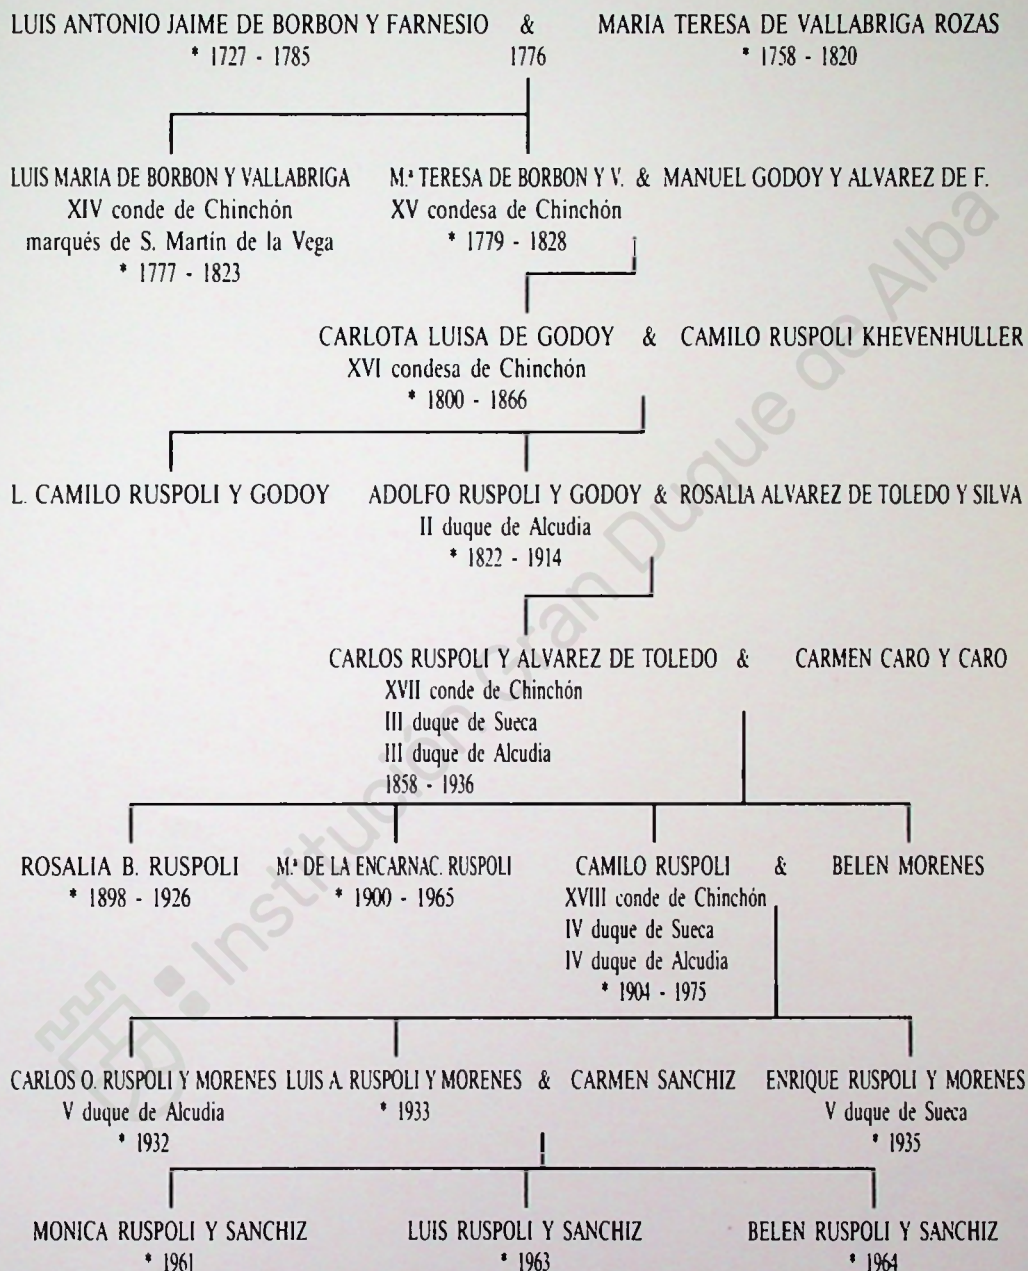 LUIS ANTONIO JAIME DE BORBON Y FARNESIO & MARIA TERESA DE VALLABRIGA ROZAS
* 1727 - 1785 1776 * 1758 - 1820
LUIS MARIA DE BORBON Y VALLABRIGA M.ª TERESA DE BORBON Y V. & MANUEL GODOY Y ALVAREZ DE F.
XIV conde de Chinchón XV condesa de Chinchón
marqués de S. Martín de la Vega * 1779 - 1828
* 1777 - 1823
CARLOTA LUISA DE GODOY & CAMILO RUSPOLI KHEVENHULLER
XVI condesa de Chinchón
* 1800 - 1866
L. CAMILO RUSPOLI Y GODOY ADOLFO RUSPOLI Y GODOY & ROSALIA ALVAREZ DE TOLEDO Y SILVA
II duque de Alcudia
* 1822 - 1914
CARLOS RUSPOLI Y ALVAREZ DE TOLEDO & CARMEN CARO Y CARO
XVII conde de Chinchón
III duque de Sueca
III duque de Alcudia
1858 - 1936
ROSALIA B. RUSPOLI M.ª DE LA ENCARNAC. RUSPOLI CAMILO RUSPOLI & BELEN MORENES
* 1898 - 1926 * 1900 - 1965 XVIII conde de Chinchón
IV duque de Sueca
IV duque de Alcudia
* 1904 - 1975
CARLOS O. RUSPOLI Y MORENES LUIS A. RUSPOLI Y MORENES & CARMEN SANCHIZ ENRIQUE RUSPOLI Y MORENES
V duque de Alcudia * 1933 V duque de Sueca
* 1932 * 1935
MONICA RUSPOLI Y SANCHIZ LUIS RUSPOLI Y SANCHIZ BELEN RUSPOLI Y SANCHIZ
* 1961 * 1963 * 1964
Institución Gran Duque de Alba